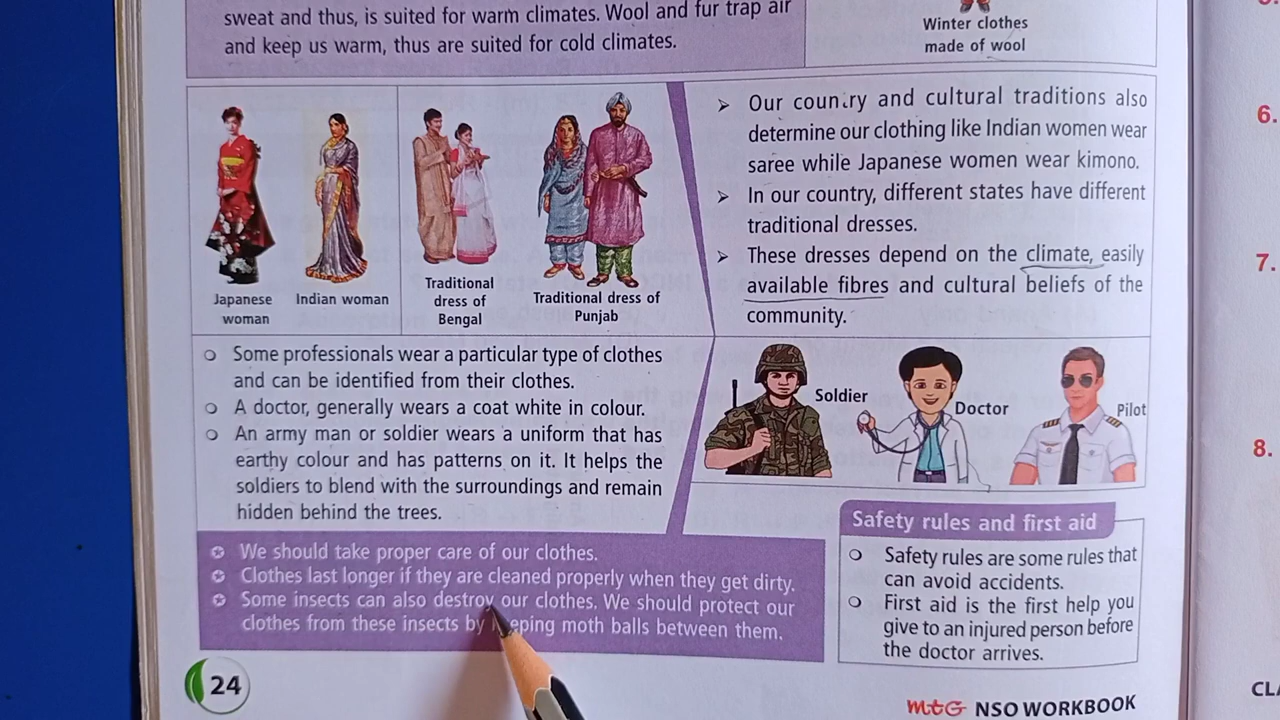 sweat and thus, is suited for warm climates. Wool and fur trap air
and keep us warm, thus are suited for cold climates.
Winter clothes
made of wool
Japanese
woman
Indian woman
Traditional
dress of
Bengal
Traditional dress of
Punjab
➢ Our country and cultural traditions also
determine our clothing like Indian women wear
saree while Japanese women wear kimono.
➢ In our country, different states have different
traditional dresses.
➢ These dresses depend on the climate, easily
available fibres and cultural beliefs of the
community.
Some professionals wear a particular type of clothes
and can be identified from their clothes.
A doctor, generally wears a coat white in colour.
An army man or soldier wears a uniform that has
earthy colour and has patterns on it. It helps the
soldiers to blend with the surroundings and remain
hidden behind the trees.
Soldier
Doctor
Pilot
We should take proper care of our clothes.
Clothes last longer if they are cleaned properly when they get dirty.
Some insects can also destroy our clothes. We should protect our
clothes from these insects by keeping moth balls between them.
Safety rules and first aid
Safety rules are some rules that
can avoid accidents.
First aid is the first help you
give to an injured person before
the doctor arrives.
24
mtG NSO WORKBOOK
6.
7.
8.